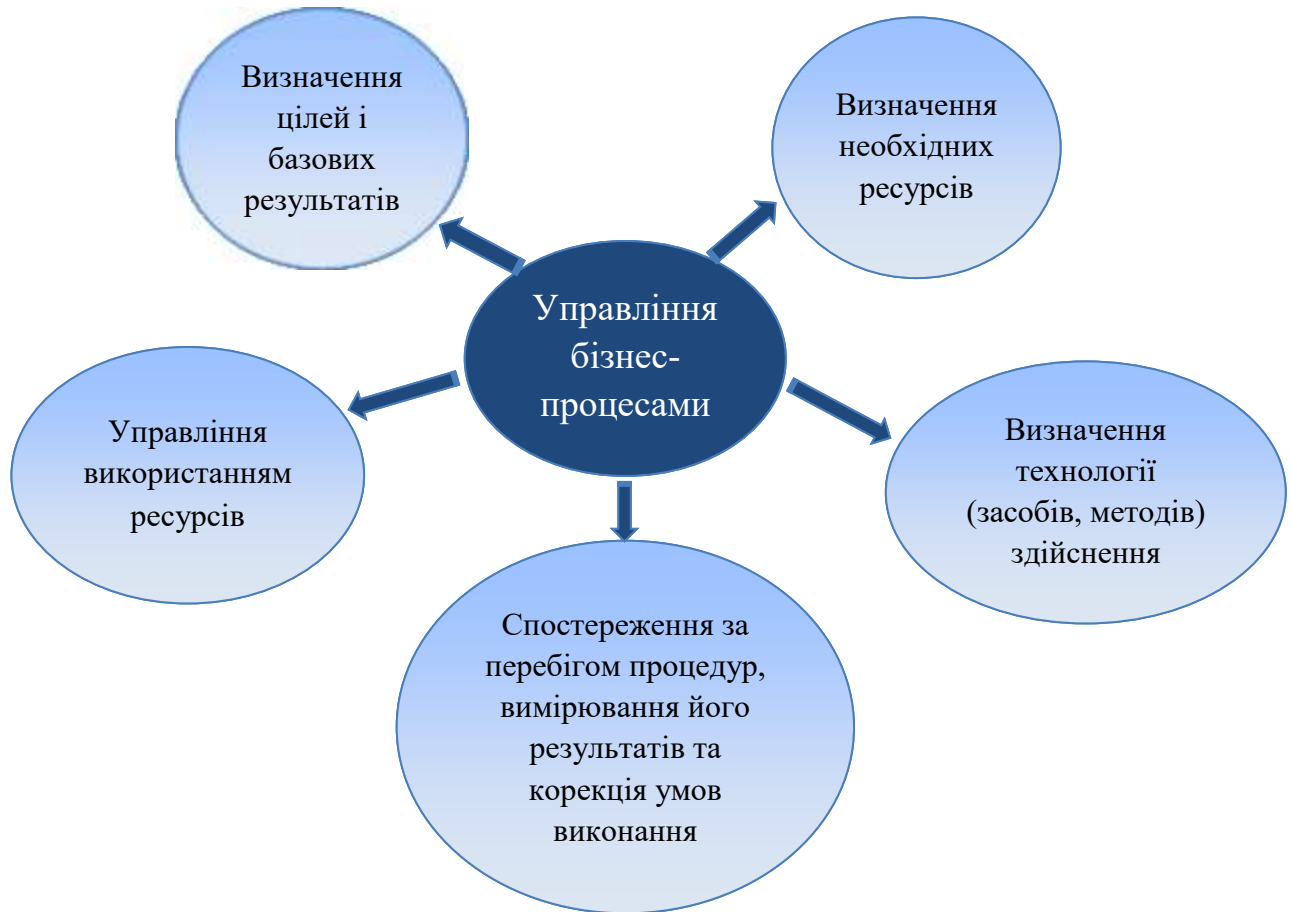 Визначення
цілей і
базових
результатів
Визначення
необхідних
ресурсів
Управління
бізнес-
процесами
Управління
використанням
ресурсів
Визначення
технології
(засобів, методів)
здійснення
Спостереження за
перебігом процедур,
вимірювання його
результатів та
корекція умов
виконання